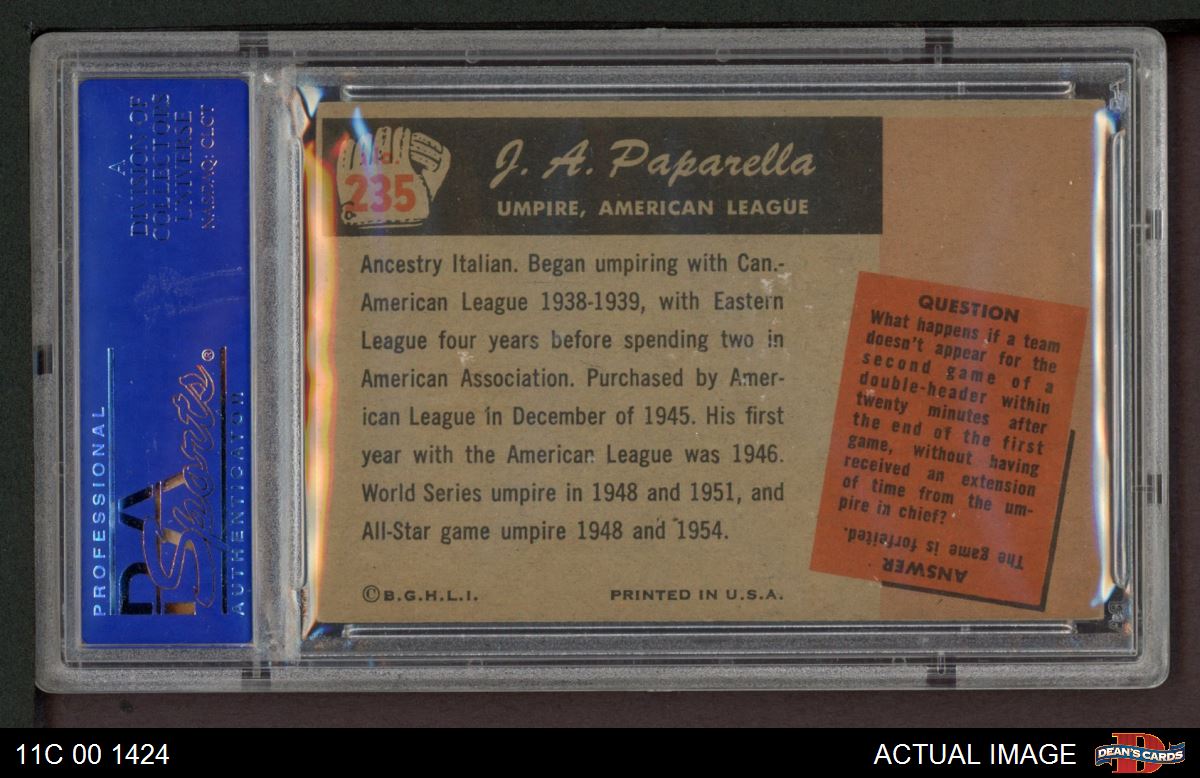 A
DIVISION OF
COLLECTORS
UNIVERSE
NASDAQ: CLCT
PROFESSIONAL
PSA
Sports®
AUTHENTICATOR
No.
235
J. A. Paparella
UMPIRE, AMERICAN LEAGUE
Ancestry Italian. Began umpiring with Can.-
American League 1938-1939, with Eastern
League four years before spending two in
American Association. Purchased by Amer-
ican League in December of 1945. His first
year with the American League was 1946.
World Series umpire in 1948 and 1951, and
All-Star game umpire 1948 and 1954.
©B.G.H.L.I.
PRINTED IN U.S.A.
QUESTION
What happens if a team
doesn't appear for the
second game of a
double-header within
twenty minutes after
the end of the first
game, without having
received an extension
of time from the um-
pire in chief?
ANSWER
The game is forfeited.
11C 00 1424
ACTUAL IMAGE
DEAN'S CARDS